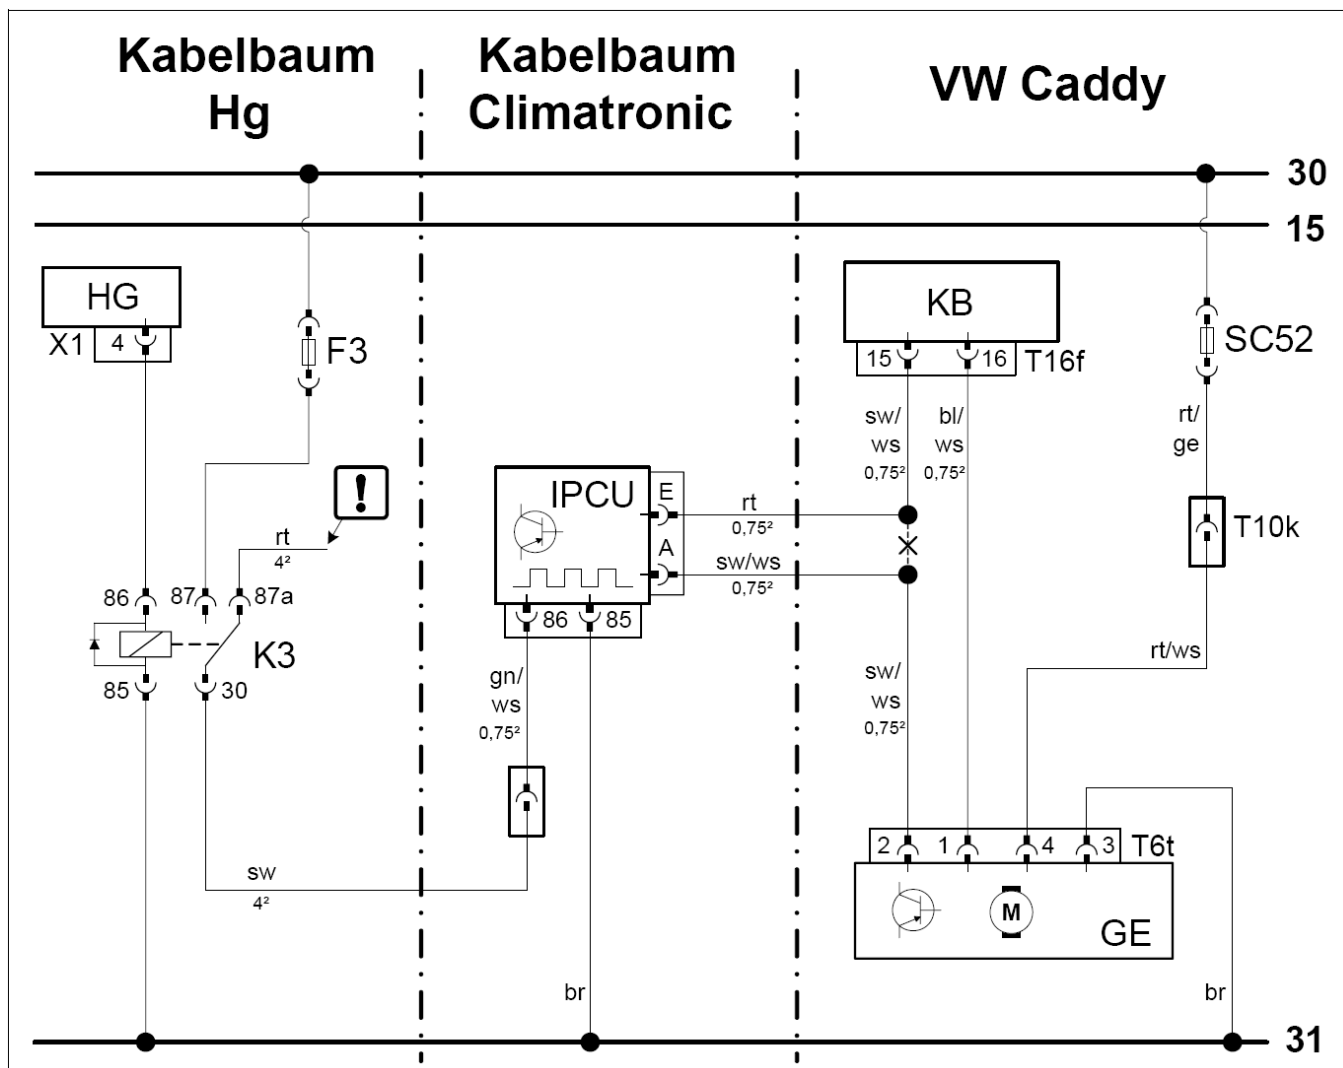 Kabelbaum
Hg
Kabelbaum
Climatronic
VW Caddy
30
15
HG
X1
4
F3
!
rt
4²
86
87
87a
K3
85
30
sw
4²
IPCU
E
A
86
85
rt
0,75²
sw/ws
0,75²
gn/
ws
0,75²
br
KB
15
16
T16f
sw/
ws
0,75²
bl/
ws
0,75²
SC52
rt/
ge
T10k
rt/ws
sw/
ws
0,75²
2
1
4
3
T6t
M
GE
br
31